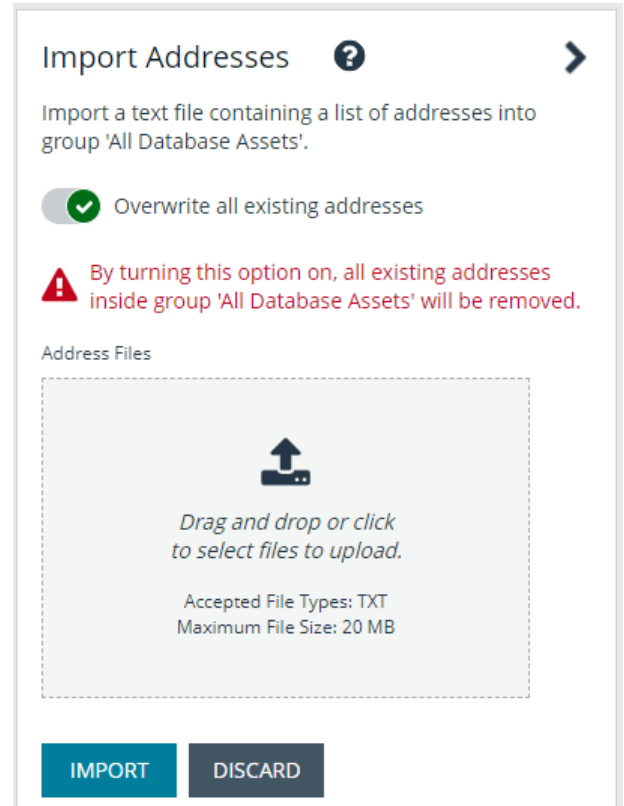 Import Addresses
Import a text file containing a list of addresses into
group 'All Database Assets'.
Overwrite all existing addresses
By turning this option on, all existing addresses
inside group 'All Database Assets' will be removed.
Address Files
Drag and drop or click
to select files to upload.
Accepted File Types: TXT
Maximum File Size: 20 MB
IMPORT DISCARD